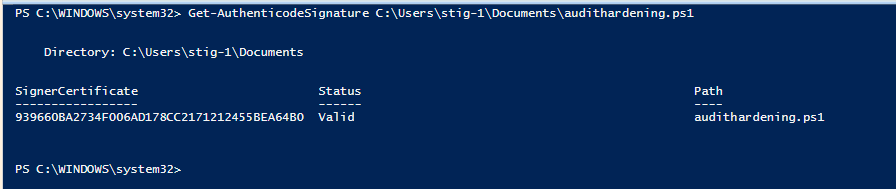 PS C:\WINDOWS\system32> Get-AuthenticodeSignature C:\Users\stig-1\Documents\audithardening.ps1
Directory: C:\Users\stig-1\Documents
SignerCertificate Status Path
----------------- ------ ----
939660BA2734F006AD178CC2171212455BEA64B0 Valid audithardening.ps1
PS C:\WINDOWS\system32>